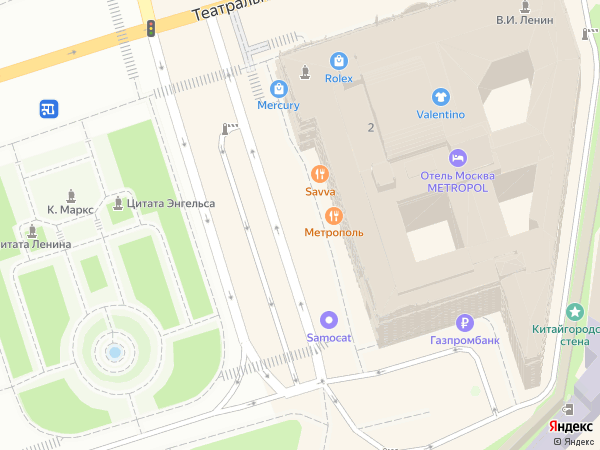 Театраль
В.И. Ленин
Rolex
Mercury
Valentino
2
Отель Москва
METROPOL
Savva
Цитата Энгельса
К. Маркс
Метрополь
цитата Ленина
Китайгородс
стена
Samocat
Газпромбанк
Яндекс
© Яндекс